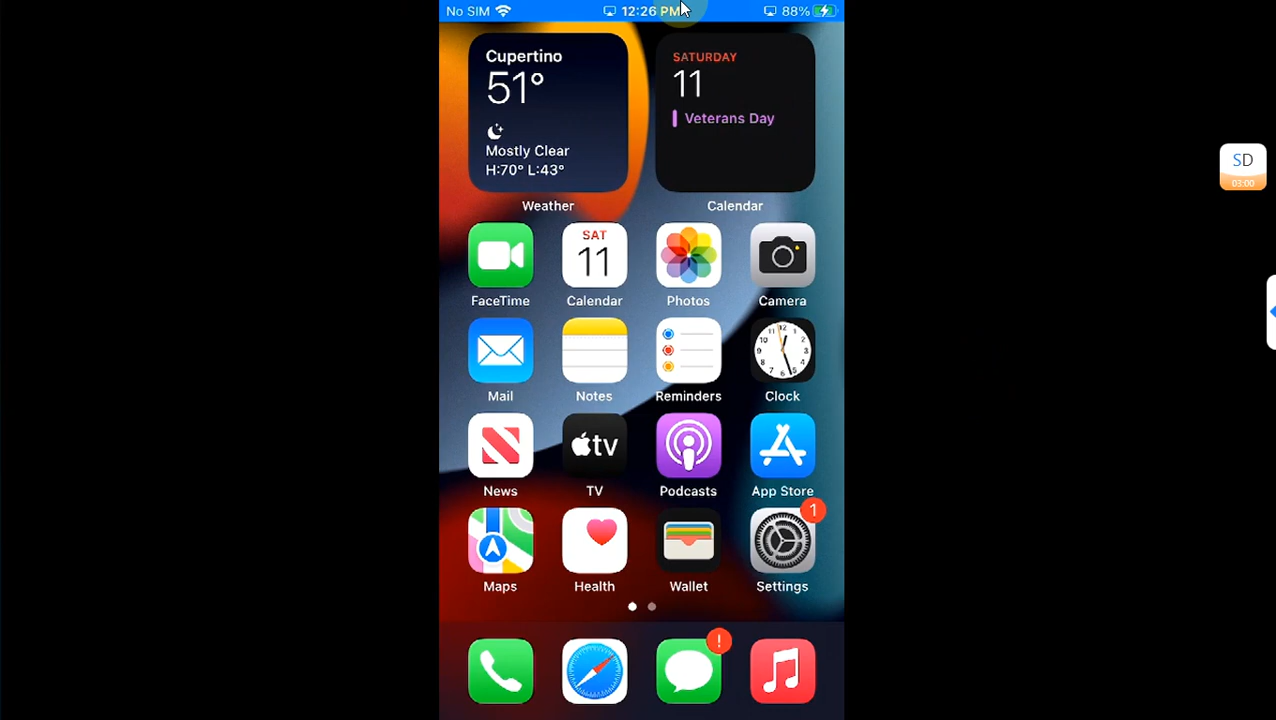 No SIM 12:26 PM 88%
Cupertino
51°
Mostly Clear
H:70° L:43°
Weather
SATURDAY
11
Veterans Day
Calendar
SD
03:00
SAT
11
FaceTime Calendar Photos Camera
Mail Notes Reminders Clock
tv
News TV Podcasts App Store
1
Maps Health Wallet Settings
!